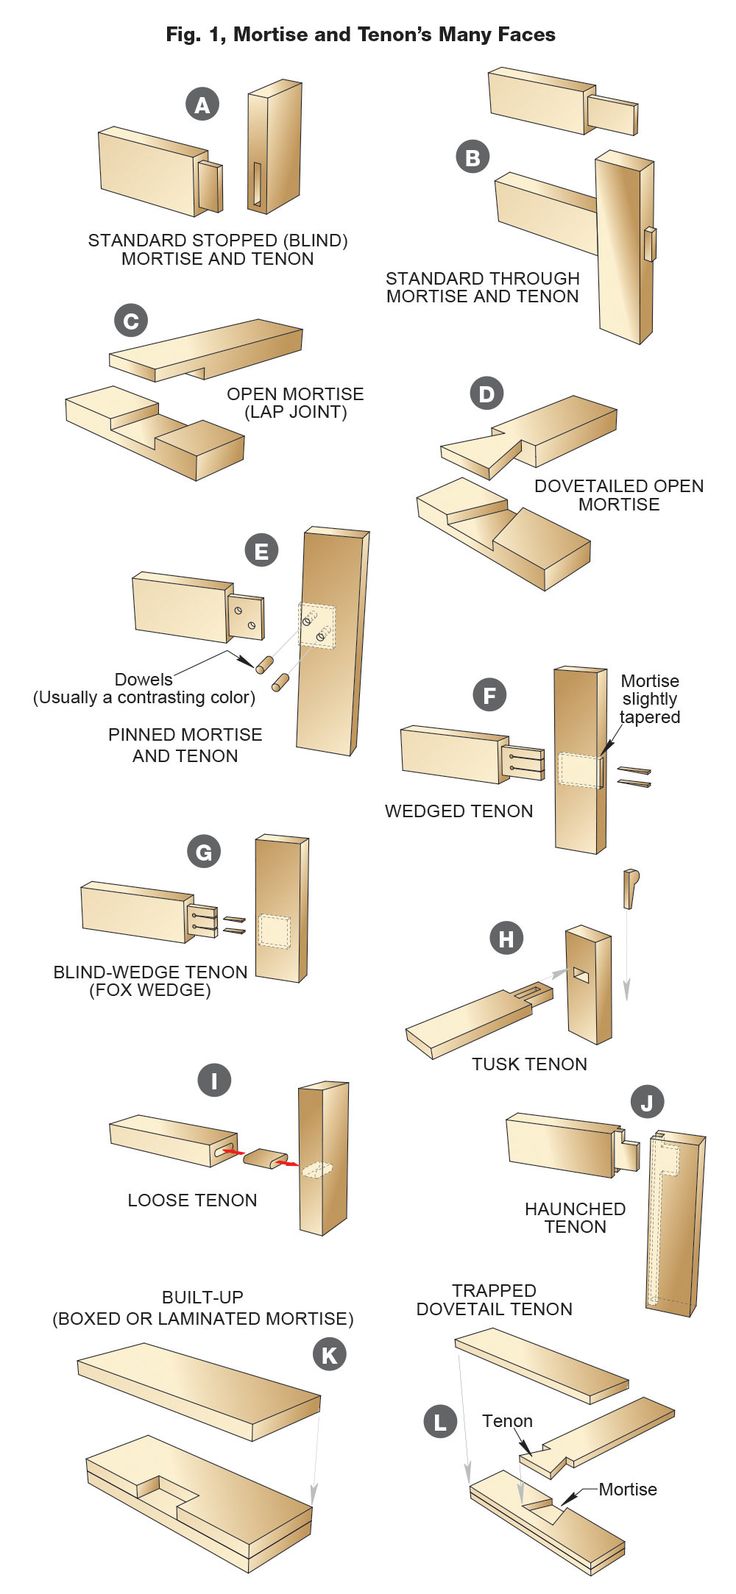 Fig. 1, Mortise and Tenon's Many Faces
A
STANDARD STOPPED (BLIND)
MORTISE AND TENON
B
STANDARD THROUGH
MORTISE AND TENON
C
OPEN MORTISE
(LAP JOINT)
D
DOVETAILED OPEN
MORTISE
E
Dowels
(Usually a contrasting color)
PINNED MORTISE
AND TENON
F
Mortise
slightly
tapered
WEDGED TENON
G
BLIND-WEDGE TENON
(FOX WEDGE)
H
TUSK TENON
I
LOOSE TENON
J
HAUNCHED
TENON
BUILT-UP
(BOXED OR LAMINATED MORTISE)
K
TRAPPED
DOVETAIL TENON
L
Tenon
Mortise